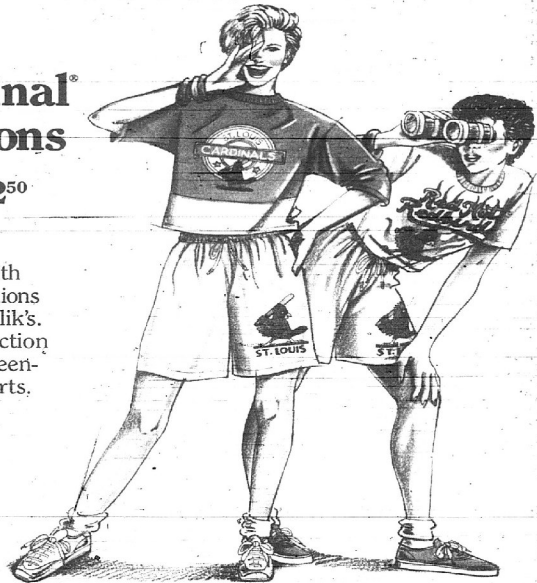 nal®
ons
2⁵⁰
th
ions
lik's.
ction
een-
rts.
ST. LOUIS
CARDINALS
ST. LOUIS
ST.